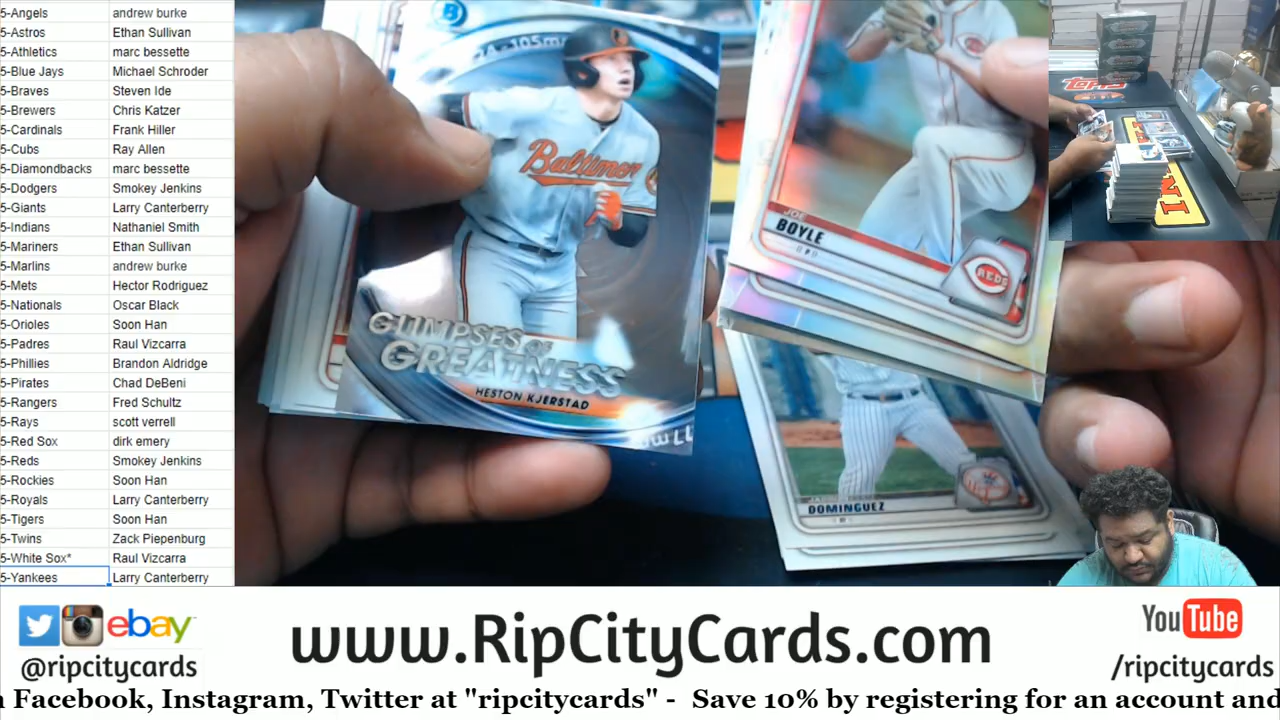 5-Angels andrew burke
5-Astros Ethan Sullivan
5-Athletics marc bessette
5-Blue Jays Michael Schroder
5-Braves Steven Ide
5-Brewers Chris Katzer
5-Cardinals Frank Hiller
5-Cubs Ray Allen
5-Diamondbacks marc bessette
5-Dodgers Smokey Jenkins
5-Giants Larry Canterberry
5-Indians Nathaniel Smith
5-Mariners Ethan Sullivan
5-Marlins andrew burke
5-Mets Hector Rodriguez
5-Nationals Oscar Black
5-Orioles Soon Han
5-Padres Raul Vizcarra
5-Phillies Brandon Aldridge
5-Pirates Chad DeBeni
5-Rangers Fred Schultz
5-Rays scott verrell
5-Red Sox dirk emery
5-Reds Smokey Jenkins
5-Rockies Soon Han
5-Royals Larry Canterberry
5-Tigers Soon Han
5-Twins Zack Piepenburg
5-White Sox* Raul Vizcarra
5-Yankees Larry Canterberry
Baltimore
GLIMPSES OF
GREATNESS
HESTON KJERSTAD
JOE
BOYLE
REDS
DOMINGUEZ
Topps
ebay
@ripcitycards
www.RipCityCards.com
YouTube
/ripcitycards
Facebook, Instagram, Twitter at "ripcitycards" - Save 10% by registering for an account and